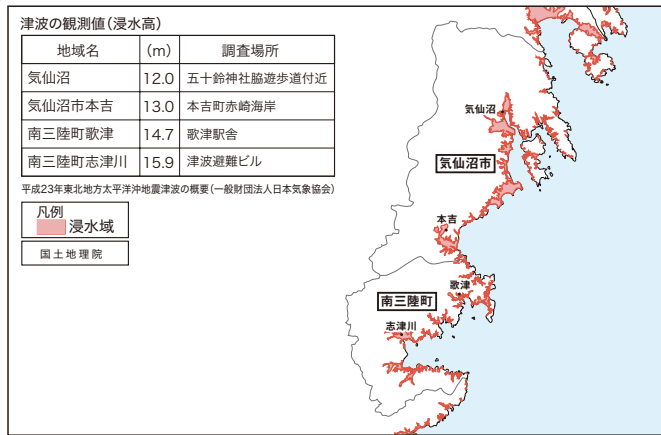 津波の観測値(浸水高)
地域名 (m) 調査場所
気仙沼 12.0 五十鈴神社脇遊歩道付近
気仙沼市本吉 13.0 本吉町赤崎海岸
南三陸町歌津 14.7 歌津駅舎
南三陸町志津川 15.9 津波避難ビル
平成23年東北地方太平洋沖地震津波の概要(一般財団法人日本気象協会)
凡例
浸水域
国土地理院
気仙沼
気仙沼市
本吉
歌津
南三陸町
志津川